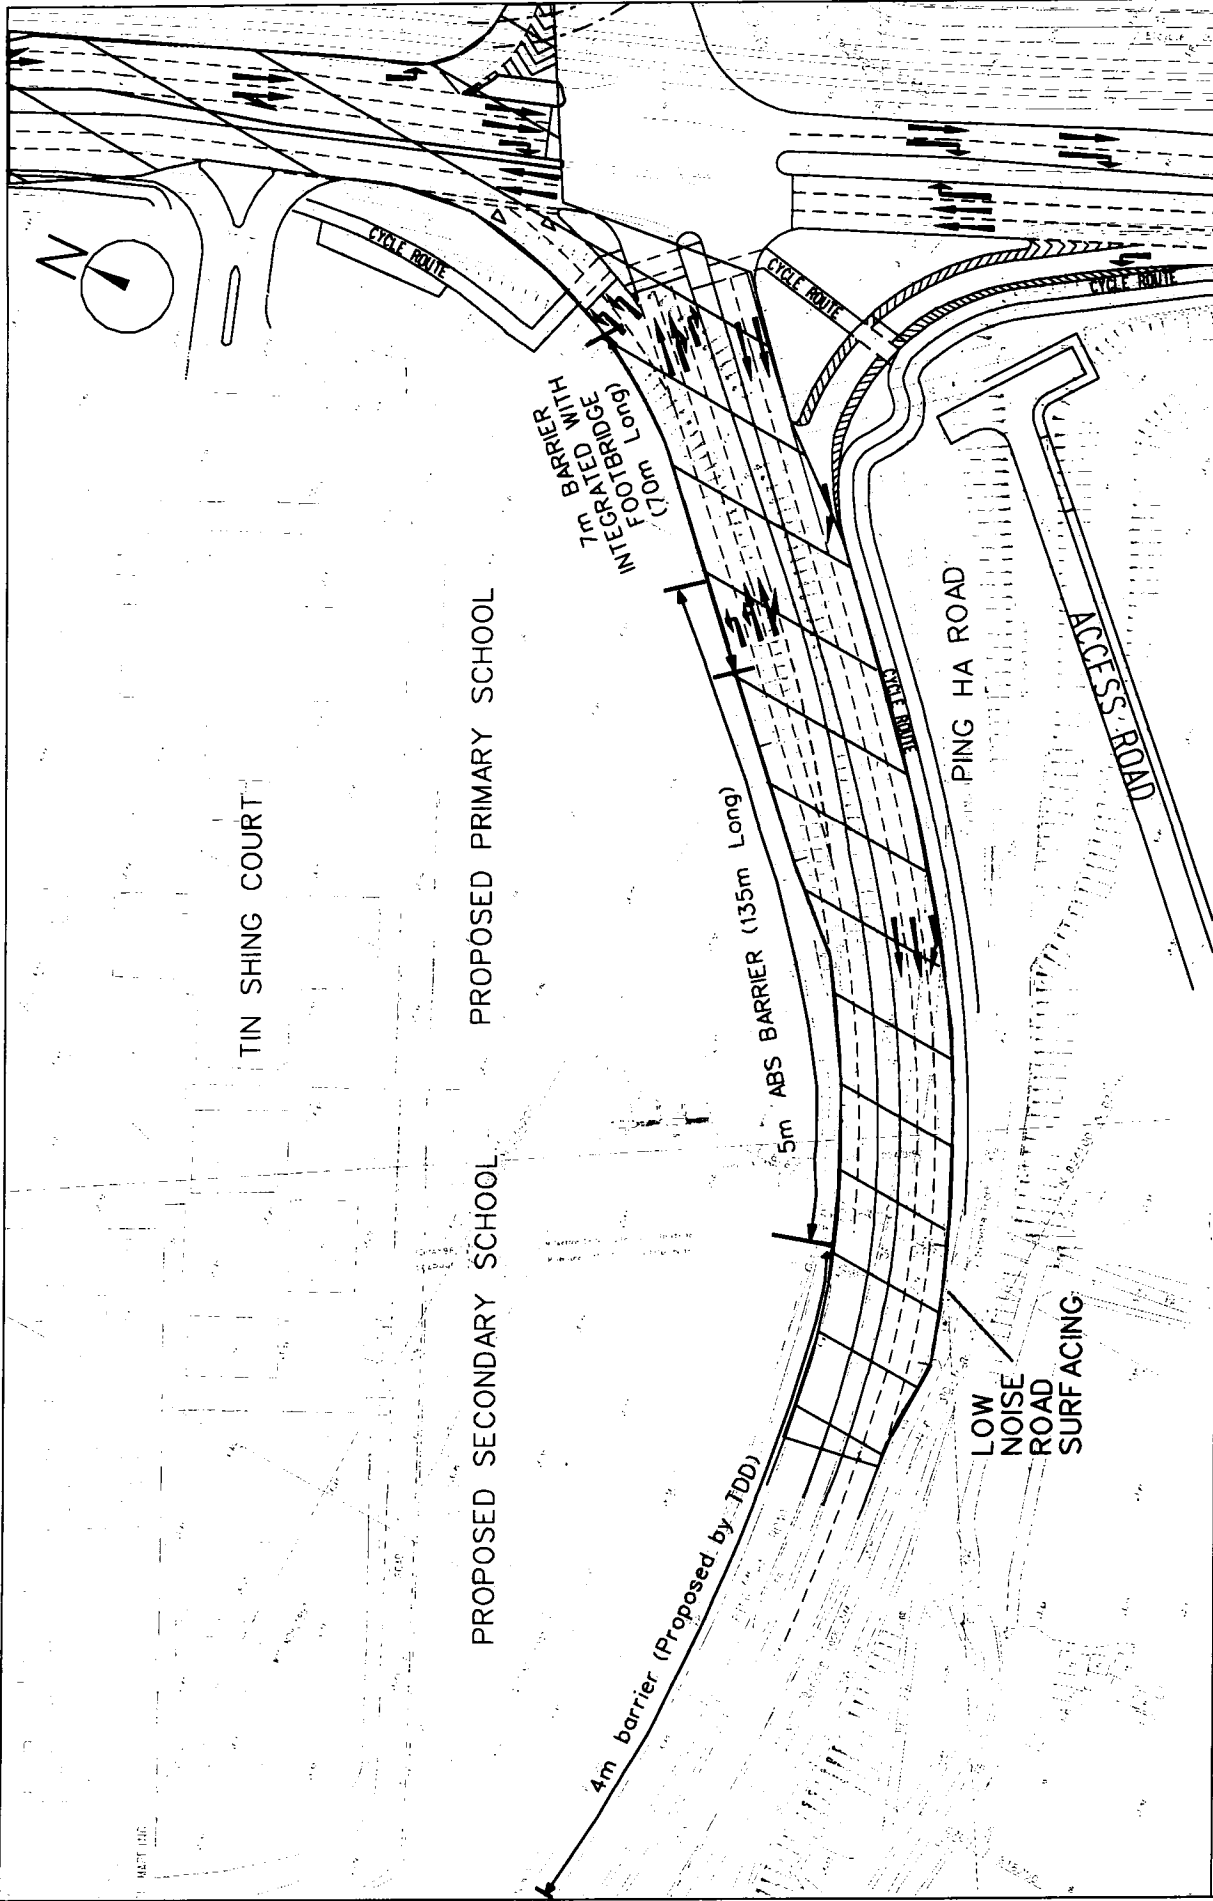 N
CYCLE ROUTE
CYCLE ROUTE
CYCLE ROUTE
7m BARRIER
INTEGRATED WITH
FOOTBRIDGE
(70m Long)
TIN SHING COURT
PROPOSED PRIMARY SCHOOL
PROPOSED SECONDARY SCHOOL
5m ABS BARRIER (135m Long)
CYCLE ROUTE
PING HA ROAD
ACCESS ROAD
4m barrier (Proposed by TDD)
LOW
NOISE
ROAD
SURFACING